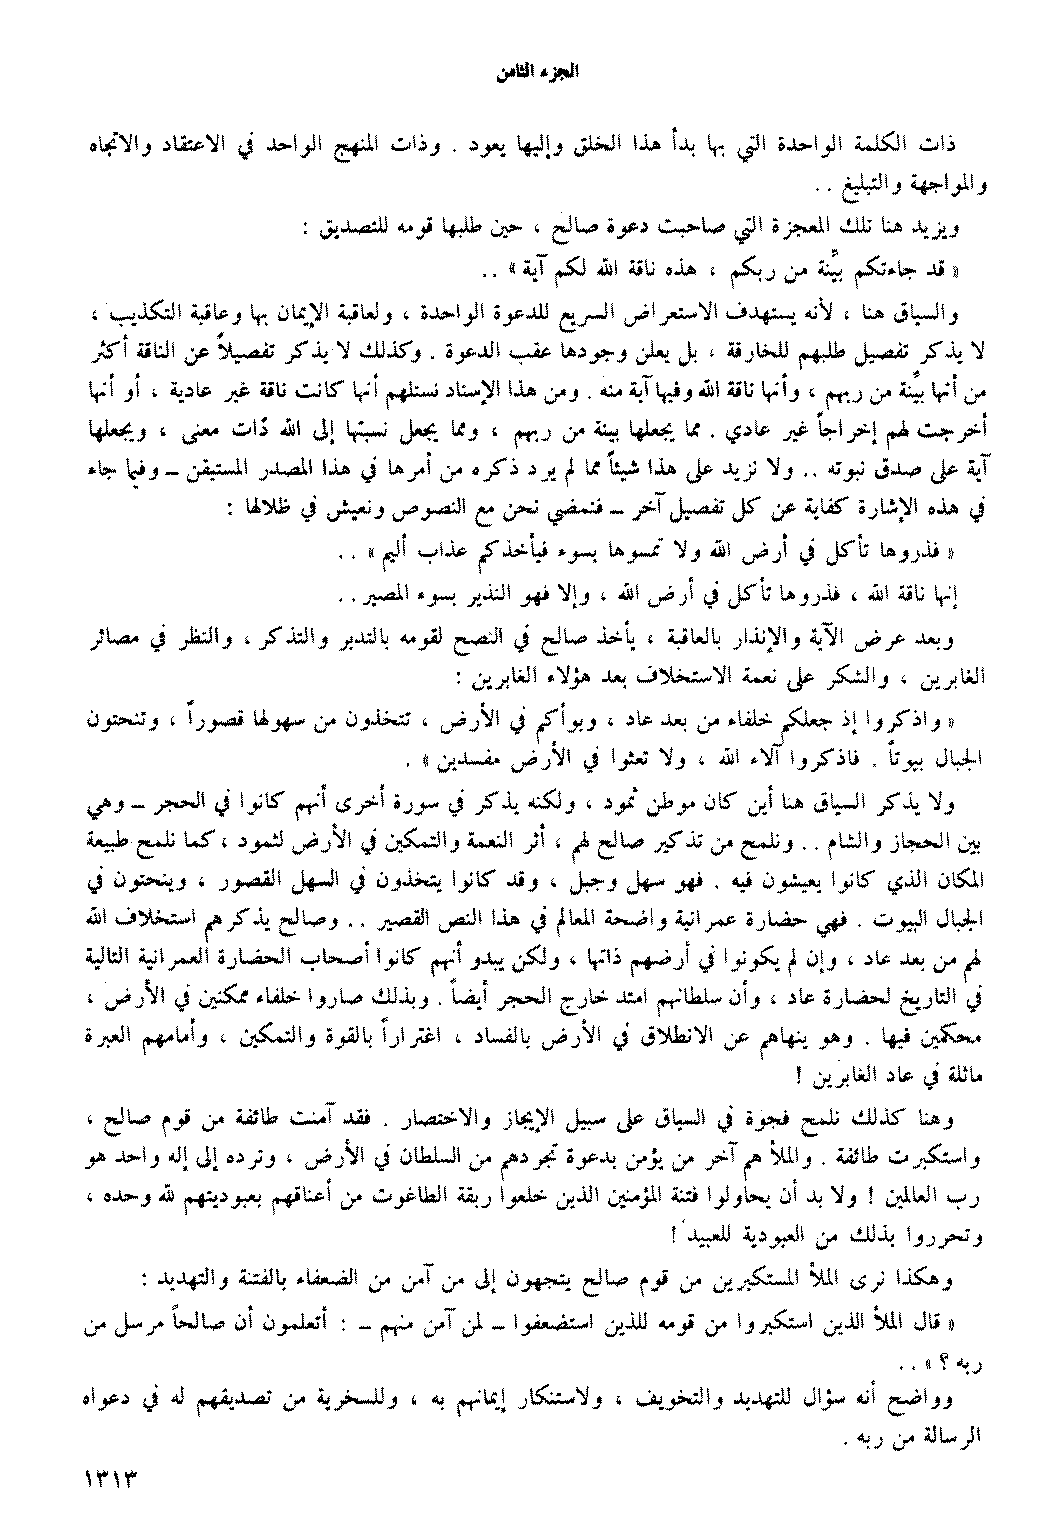 الجزء الثامن
ذات الكلمة الواحدة التي بها بدأ هذا الخلق وإليها يعود . وذات المنهج الواحد في الاعتقاد والاتجاه
والمواجهة والتبليغ ..
ويزيد هنا تلك المعجزة التي صاحبت دعوة صالح ، حين طلبها قومه للتصديق :
« قد جاءتكم بيِّنة من ربكم ، هذه ناقة الله لكم آية » ..
والسياق هنا ، لأنه يستهدف الاستعراض السريع للدعوة الواحدة ، ولعاقبة الإيمان بها وعاقبة التكذيب ،
لا يذكر تفصيل طلبهم للخارقة ، بل يعلن وجودها عقب الدعوة . وكذلك لا يذكر تفصيلاً عن الناقة أكثر
من أنها بيِّنة من ربهم ، وأنها ناقة الله وفيها آية منه . ومن هذا الإسناد نستلهم أنها كانت ناقة غير عادية ، أو أنها
أخرجت لهم إخراجاً غير عادي . مما يجعلها بينة من ربهم ، ومما يجعل نسبتها إلى الله ذات معنى ، ويجعلها
آية على صدق نبوته .. ولا نزيد على هذا شيئاً مما لم يرد ذكره من أمرها في هذا المصدر المستيقن – وفيما جاء
في هذه الإشارة كفاية عن كل تفصيل آخر – فنمضي نحن مع النصوص ونعيش في ظلالها :
« فذروها تأكل في أرض الله ولا تمسوها بسوء فيأخذكم عذاب أليم » ..
إنها ناقة الله ، فذروها تأكل في أرض الله ، وإلا فهو النذير بسوء المصير ..
وبعد عرض الآية والإنذار بالعاقبة ، يأخذ صالح في النصح لقومه بالتدبر والتذكر ، والنظر في مصائر
الغابرين ، والشكر على نعمة الاستخلاف بعد هؤلاء الغابرين :
« واذكروا إذ جعلكم خلفاء من بعد عاد ، وبوأكم في الأرض ، تتخذون من سهولها قصوراً ، وتنحتون
الجبال بيوتاً . فاذكروا آلاء الله ، ولا تعثوا في الأرض مفسدين » .
ولا يذكر السياق هنا أين كان موطن ثمود ، ولكنه يذكر في سورة أخرى أنهم كانوا في الحجر – وهي
بين الحجاز والشام .. ونلمح من تذكير صالح لهم ، أثر النعمة والتمكين في الأرض لثمود ، كما نلمح طبيعة
المكان الذي كانوا يعيشون فيه . فهو سهل وجبل ، وقد كانوا يتخذون في السهل القصور ، وينحتون في
الجبال البيوت . فهي حضارة عمرانية واضحة المعالم في هذا النص القصير .. وصالح يذكرهم استخلاف الله
لهم من بعد عاد ، وإن لم يكونوا في أرضهم ذاتها ، ولكن يبدو أنهم كانوا أصحاب الحضارة العمرانية التالية
في التاريخ لحضارة عاد ، وأن سلطانهم امتد خارج الحجر أيضاً . وبذلك صاروا خلفاء ممكنين في الأرض ،
محكمين فيها . وهو ينهاهم عن الانطلاق في الأرض بالفساد ، اغتراراً بالقوة والتمكين ، وأمامهم العبرة
ماثلة في عاد الغابرين !
وهنا كذلك نلمح فجوة في السياق على سبيل الإيجاز والاختصار . فقد آمنت طائفة من قوم صالح ،
واستكبرت طائفة . والملأ هم آخر من يؤمن بدعوة تجردهم من السلطان في الأرض ، وترده إلى إله واحد هو
رب العالمين ! ولا بد أن يحاولوا فتنة المؤمنين الذين خلعوا ربقة الطاغوت من أعناقهم بعبوديتهم لله وحده ،
وتحرروا بذلك من العبودية للعبيد !
وهكذا نرى الملأ المستكبرين من قوم صالح يتجهون إلى من آمن من الضعفاء بالفتنة والتهديد :
« قال الملأ الذين استكبروا من قومه للذين استضعفوا – لمن آمن منهم – : أتعلمون أن صالحاً مرسل من
ربه ؟ » ..
وواضح أنه سؤال للتهديد والتخويف ، ولاستنكار إيمانهم به ، وللسخرية من تصديقهم له في دعواه
الرسالة من ربه .
١٣١٣